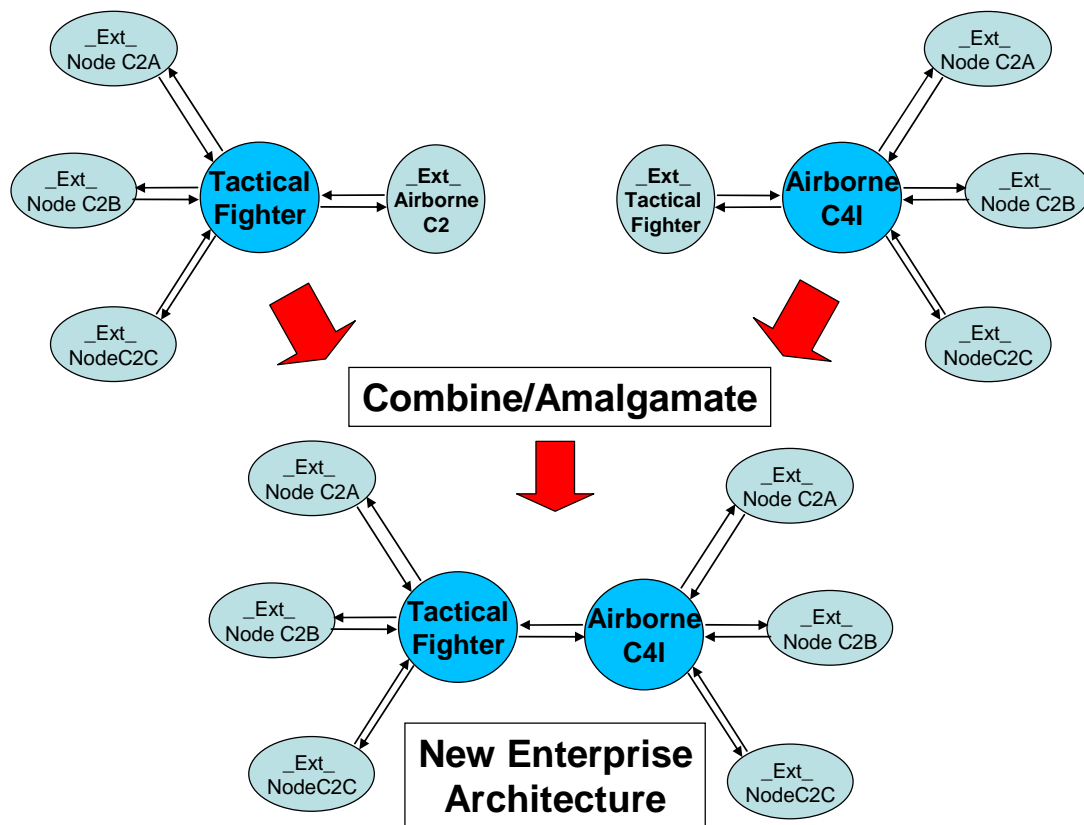 _Ext_
Node C2A
_Ext_
Node C2B
_Ext_
NodeC2C
Tactical
Fighter
_Ext_
Airborne
C2
_Ext_
Tactical
Fighter
Airborne
C4I
_Ext_
Node C2A
_Ext_
Node C2B
_Ext_
NodeC2C
Combine/Amalgamate
_Ext_
Node C2A
_Ext_
Node C2B
_Ext_
NodeC2C
Tactical
Fighter
Airborne
C4I
_Ext_
Node C2A
_Ext_
Node C2B
_Ext_
NodeC2C
New Enterprise
Architecture